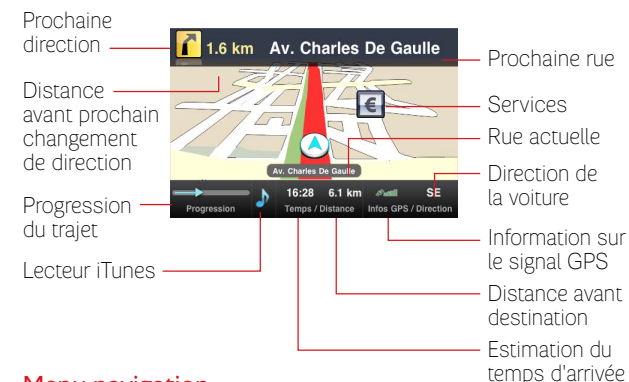 Prochaine
direction
Distance
avant prochain
changement
de direction
Progression
du trajet
Lecteur iTunes
1.6 km Av. Charles De Gaulle
€
Av. Charles De Gaulle
16:28 6.1 km SE
Progression Temps / Distance Infos GPS / Direction
Prochaine rue
Services
Rue actuelle
Direction de
la voiture
Information sur
le signal GPS
Distance avant
destination
Estimation du
temps d'arrivée
Menu navigation